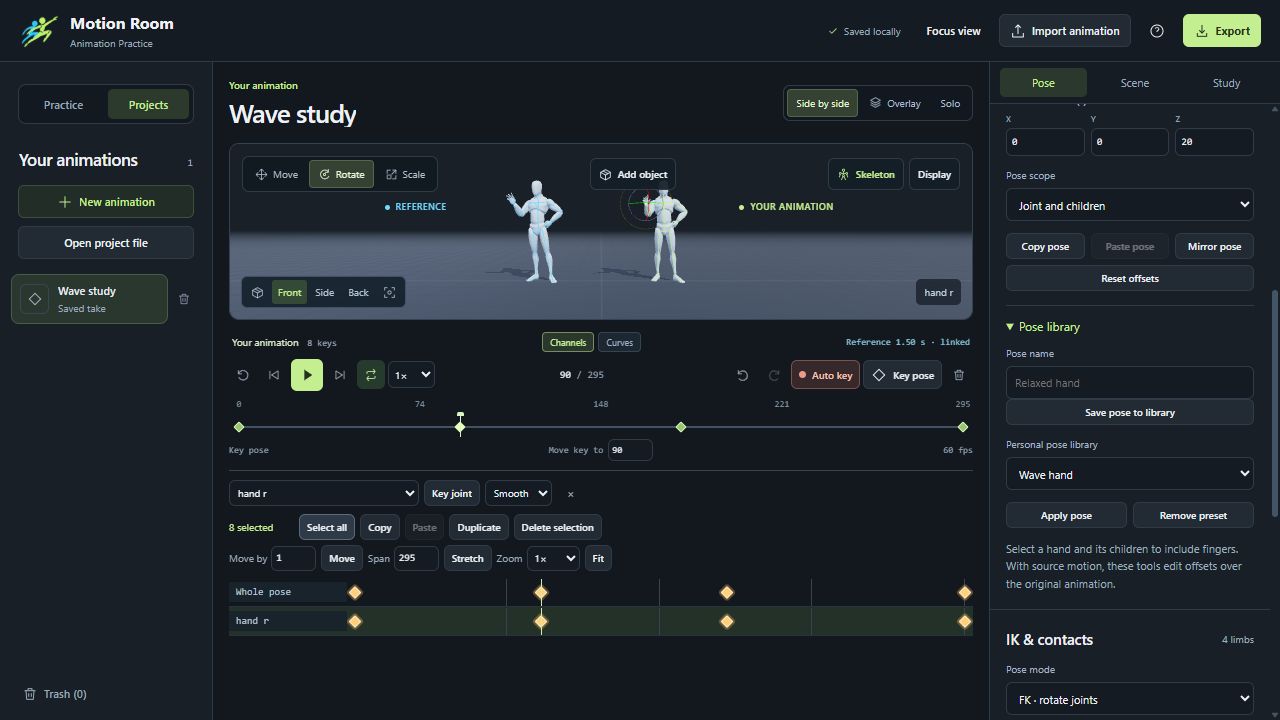 Motion Room
Animation Practice
Saved locally
Focus view
Import animation
Export
Practice
Projects
Your animations
1
New animation
Open project file
Wave study
Saved take
Trash (0)
Your animation
Wave study
Side by side
Overlay
Solo
Move
Rotate
Scale
Add object
Skeleton
Display
REFERENCE
YOUR ANIMATION
Front
Side
Back
hand r
Your animation 8 keys
Channels
Curves
Reference 1.50 s · linked
1×
90 / 295
Auto key
Key pose
0 74 148 221 295
Key pose
Move key to 90
60 fps
hand r
Key joint
Smooth
×
8 selected
Select all
Copy
Paste
Duplicate
Delete selection
Move by 1
Move
Span 295
Stretch
Zoom 1×
Fit
Whole pose
hand r
Pose
Scene
Study
X Y Z
0 0 20
Pose scope
Joint and children
Copy pose
Paste pose
Mirror pose
Reset offsets
Pose library
Pose name
Relaxed hand
Save pose to library
Personal pose library
Wave hand
Apply pose
Remove preset
Select a hand and its children to include fingers.
With source motion, these tools edit offsets over
the original animation.
IK & contacts
4 limbs
Pose mode
FK · rotate joints